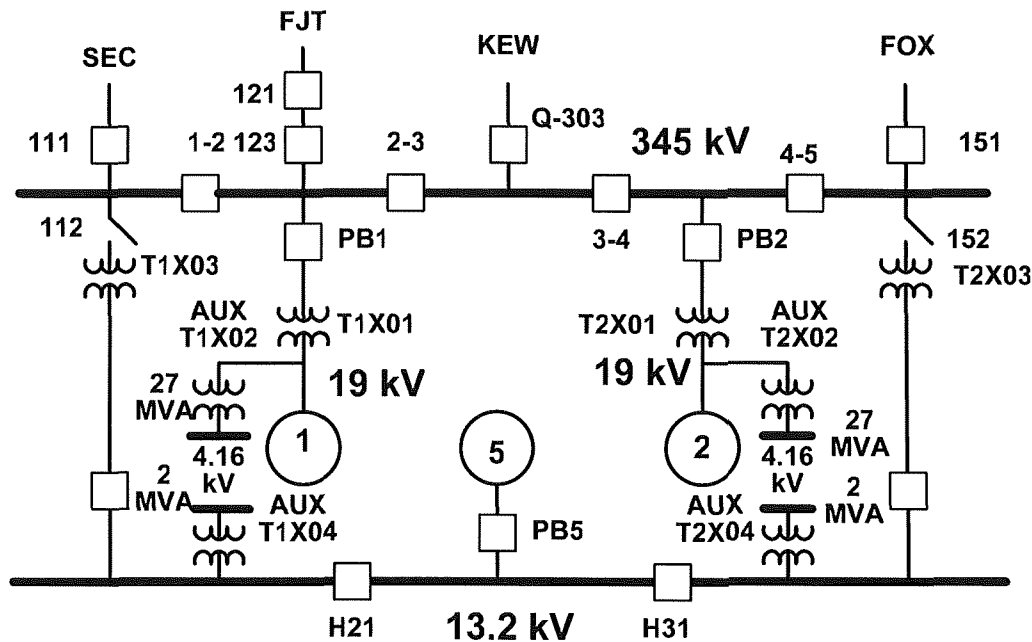 FJT
SEC
KEW
FOX
121
Q-303
111
1-2
123
2-3
345 kV
4-5
151
112
PB1
3-4
PB2
152
T1X03
T2X03
AUX
T1X02
T1X01
T2X01
AUX
T2X02
19 kV
19 kV
27
MVA
1
5
2
27
MVA
4.16
kV
4.16
kV
2
MVA
AUX
T1X04
PB5
AUX
T2X04
2
MVA
H21
13.2 kV
H31